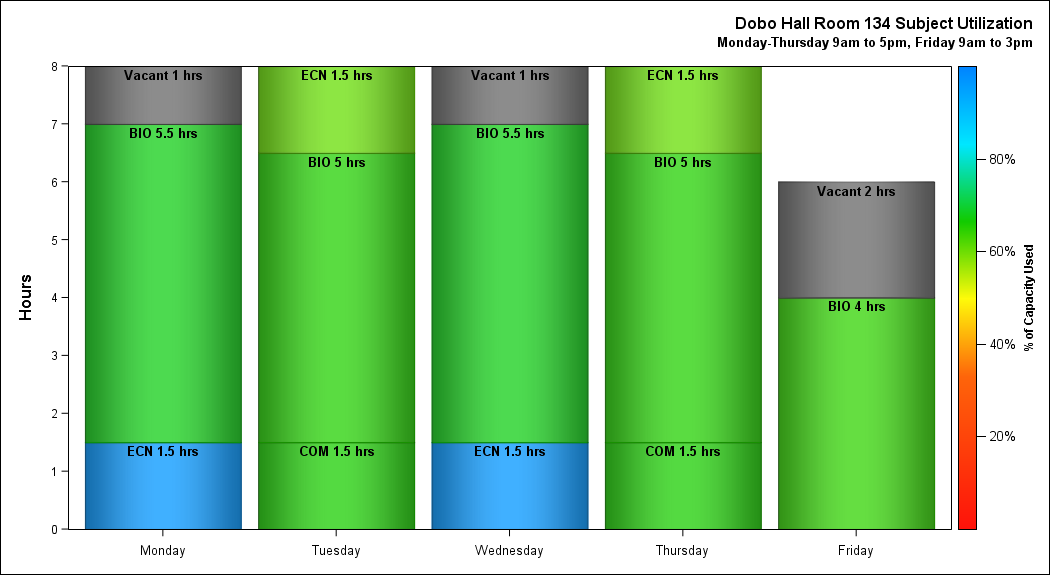 Dobo Hall Room 134 Subject Utilization
Monday-Thursday 9am to 5pm, Friday 9am to 3pm
Hours
8
7
6
5
4
3
2
1
0
Vacant 1 hrs
BIO 5.5 hrs
ECN 1.5 hrs
ECN 1.5 hrs
BIO 5 hrs
COM 1.5 hrs
Vacant 1 hrs
BIO 5.5 hrs
ECN 1.5 hrs
ECN 1.5 hrs
BIO 5 hrs
COM 1.5 hrs
Vacant 2 hrs
BIO 4 hrs
Monday
Tuesday
Wednesday
Thursday
Friday
80%
60%
40%
20%
% of Capacity Used